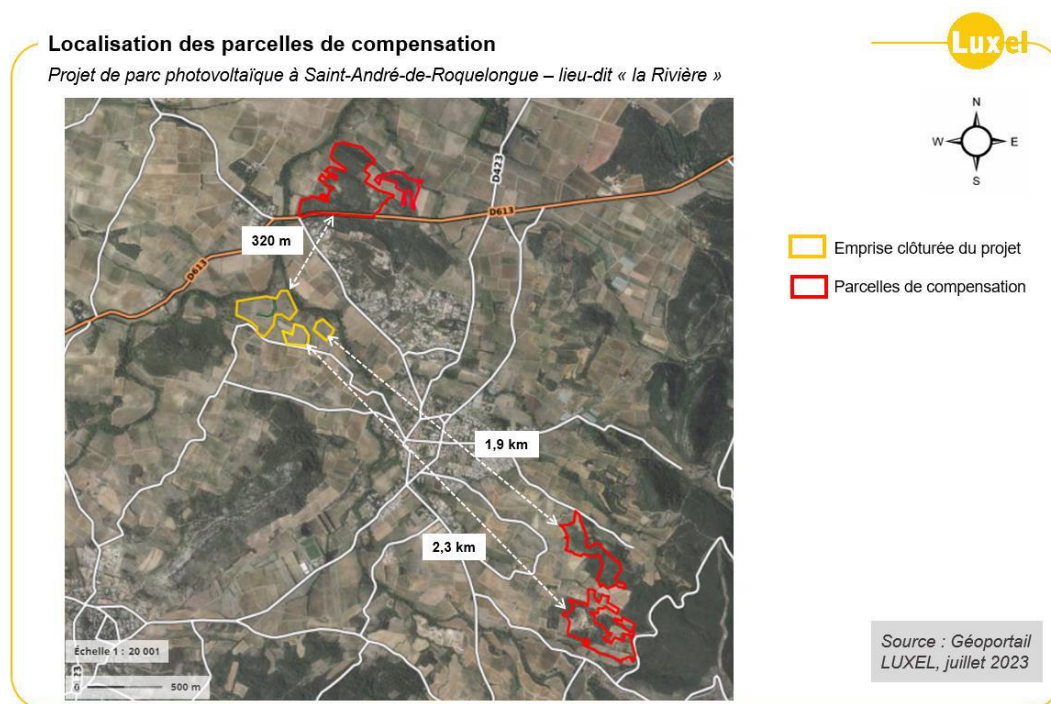 Localisation des parcelles de compensation
Luxel
Projet de parc photovoltaïque à Saint-André-de-Roquelongue – lieu-dit « la Rivière »
N
W
E
S
D423
D613
320 m
D613
Emprise clôturée du projet
Parcelles de compensation
1,9 km
2,3 km
Échelle 1 : 20 001
0
500 m
Source : Géoportail
LUXEL, juillet 2023